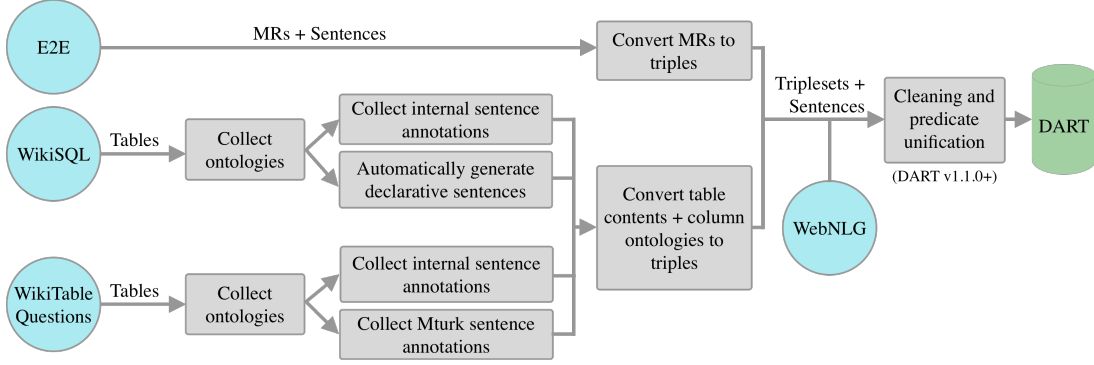 E2E
MRs + Sentences
Convert MRs to
triples
WikiSQL
Tables
Collect
ontologies
Collect internal sentence
annotations
Automatically generate
declarative sentences
WikiTable
Questions
Tables
Collect
ontologies
Collect internal sentence
annotations
Collect Mturk sentence
annotations
Convert table
contents + column
ontologies to
triples
Triplesets +
Sentences
WebNLG
Cleaning and
predicate
unification
(DART v1.1.0+)
DART